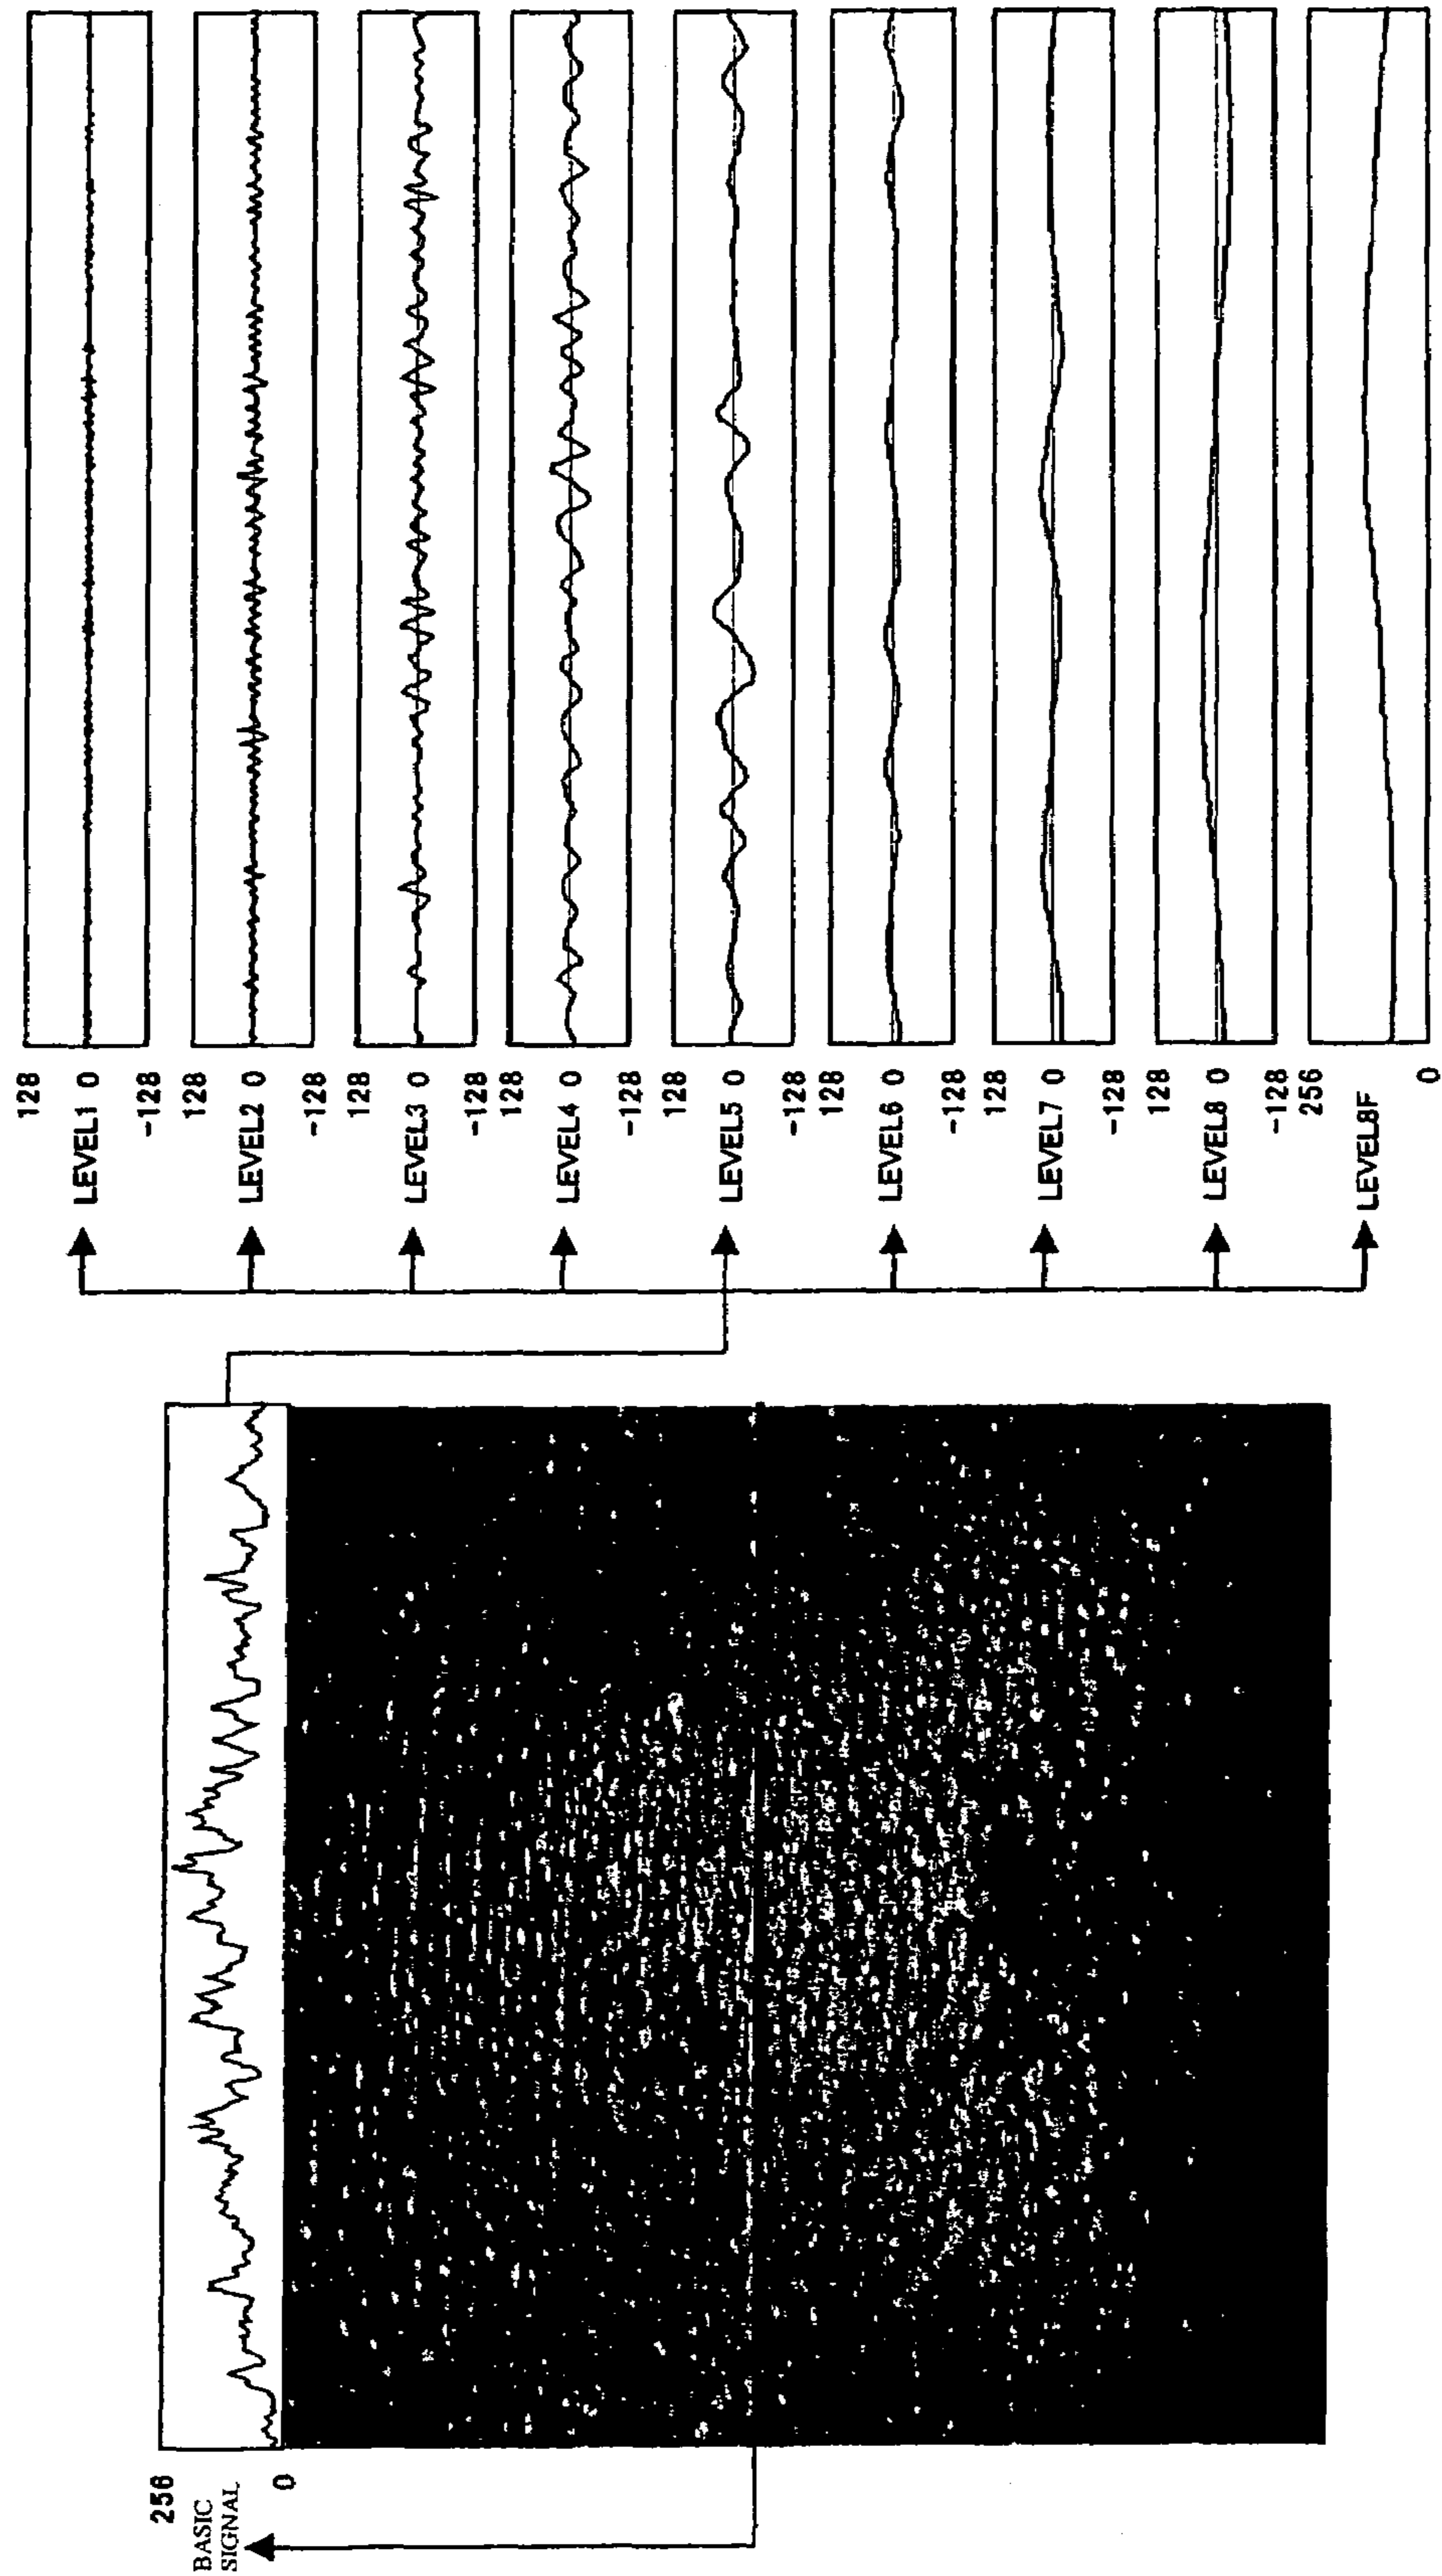 256
BASIC
SIGNAL
0
128
LEVEL1 0
-128
128
LEVEL2 0
-128
128
LEVEL3 0
-128
128
LEVEL4 0
-128
128
LEVEL5 0
-128
128
LEVEL6 0
-128
128
LEVEL7 0
-128
128
LEVEL8 0
-128
256
LEVEL8F
0